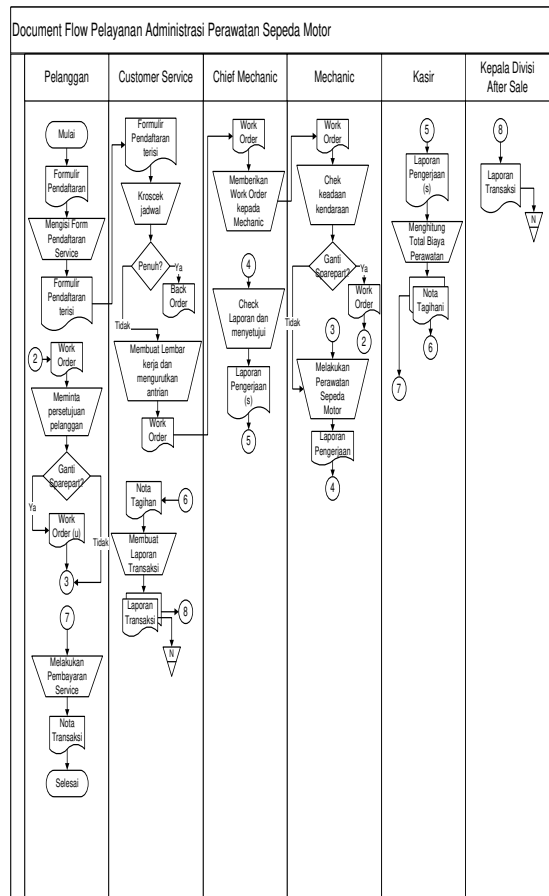 Document Flow Pelayanan Administrasi Perawatan Sepeda Motor
Pelanggan
Customer Service
Chief Mechanic
Mechanic
Kasir
Kepala Divisi
After Sale
Mulai
Formulir
Pendaftaran
Mengisi Form
Pendaftaran
Service
Formulir
Pendaftaran
terisi
2
Work
Order
Meminta
persetujuan
pelanggan
Ganti
Sparepart?
Ya
Tidak
Work
Order (u)
3
7
Melakukan
Pembayaran
Service
Nota
Transaksi
Selesai
Formulir
Pendaftaran
terisi
Kroscek
jadwal
Penuh?
Ya
Back
Order
Tidak
Membuat Lembar
kerja dan
mengurutkan
antrian
Work
Order
Nota
Tagihan
6
Membuat
Laporan
Transaksi
Laporan
Transaksi
8
N
Work
Order
Memberikan
Work Order
kepada
Mechanic
4
Check
Laporan dan
menyetujui
Laporan
Pengerjaan
(s)
5
Work
Order
Chek
keadaan
kendaraan
Ganti
Sparepart?
Ya
Work
Order
2
Tidak
3
Melakukan
Perawatan
Sepeda
Motor
Laporan
Pengerjaan
4
5
Laporan
Pengerjaan
(s)
Menghitung
Total Biaya
Perawatan
Nota
Tagihani
6
7
8
Laporan
Transaksi
N